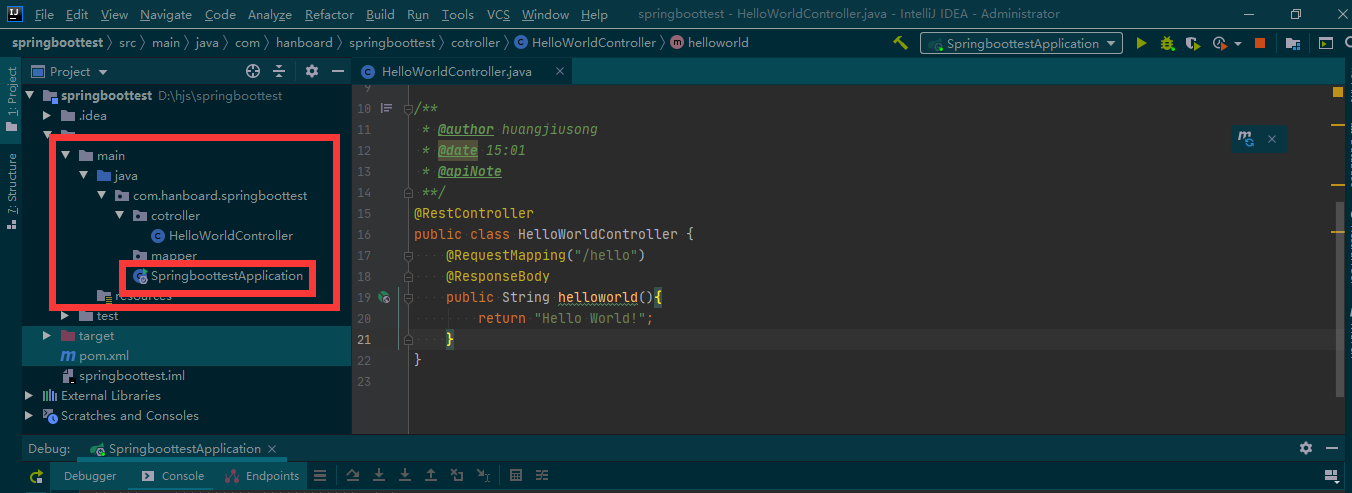 File Edit View Navigate Code Analyze Refactor Build Run Tools VCS Window Help springboottest - HelloWorldController.java - IntelliJ IDEA - Administrator
springboottest › src › main › java › com › hanboard › springboottest › cotroller › HelloWorldController › helloworld SpringboottestApplication
1: Project
7: Structure
Project
springboottest D:\hjs\springboottest
.idea
main
java
com.hanboard.springboottest
cotroller
HelloWorldController
mapper
SpringboottestApplication
resources
test
target
pom.xml
springboottest.iml
External Libraries
Scratches and Consoles
HelloWorldController.java
9
10 /**
11 * @author huangjiusong
12 * @date 15:01
13 * @apiNote
14 **/
15 @RestController
16 public class HelloWorldController {
17 @RequestMapping("/hello")
18 @ResponseBody
19 public String helloworld(){
20 return "Hello World!";
21 }
22 }
23
Debug: SpringboottestApplication
Debugger Console Endpoints